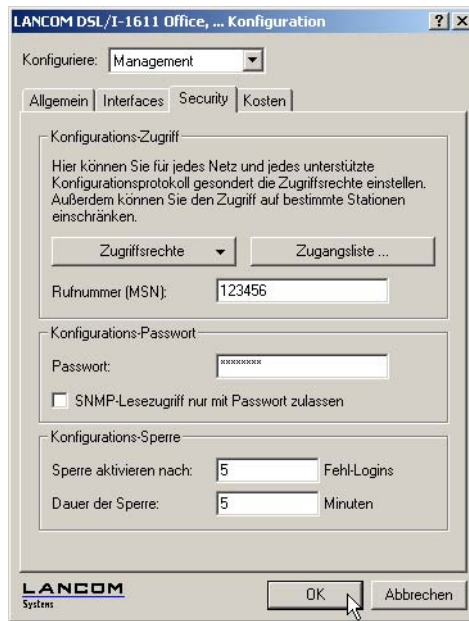 LANCOM DSL/I-1611 Office, ... Konfiguration
Konfiguriere: Management
Allgemein Interfaces Security Kosten
Konfigurations-Zugriff
Hier können Sie für jedes Netz und jedes unterstützte
Konfigurationsprotokoll gesondert die Zugriffsrechte einstellen.
Außerdem können Sie den Zugriff auf bestimmte Stationen
einschränken.
Zugriffsrechte Zugangsliste ...
Rufnummer (MSN): 123456
Konfigurations-Passwort
Passwort: ********
SNMP-Lesezugriff nur mit Passwort zulassen
Konfigurations-Sperre
Sperre aktivieren nach: 5 Fehl-Logins
Dauer der Sperre: 5 Minuten
LANCOM
Systems
OK Abbrechen